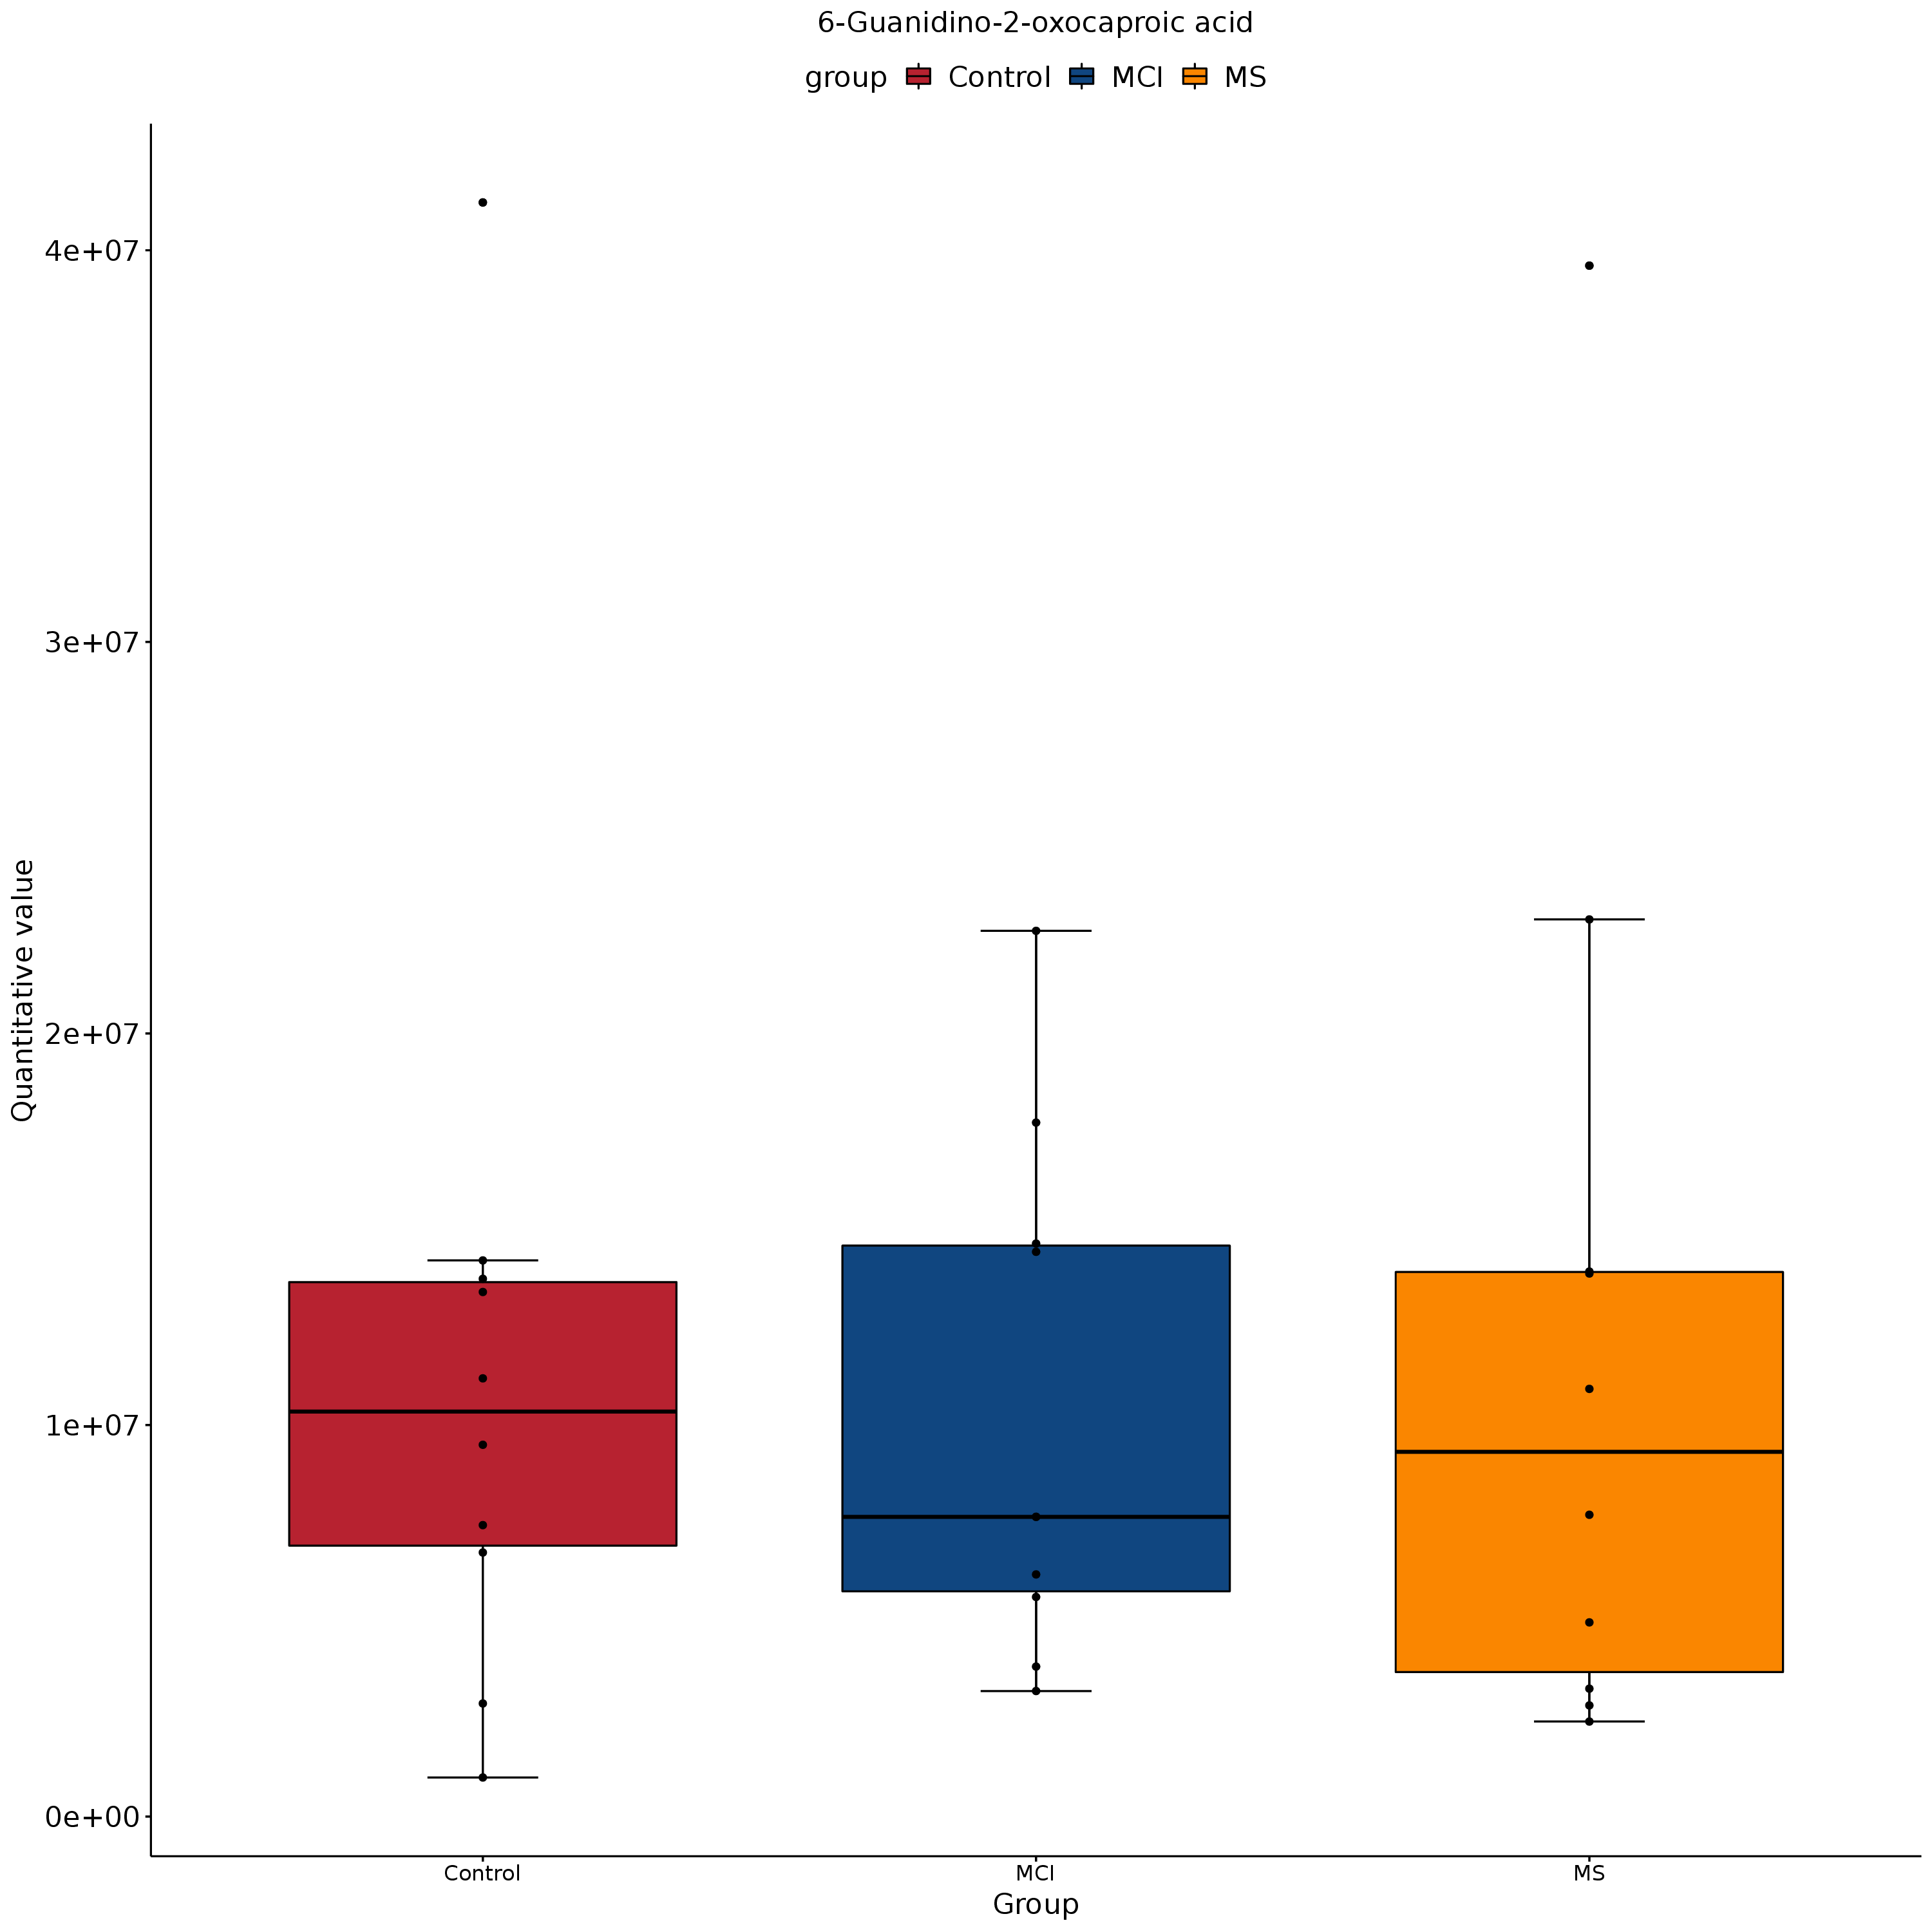 6-Guanidino-2-oxocaproic acid
group Control MCI MS
Quantitative value
4e+07
3e+07
2e+07
1e+07
0e+00
Control MCI MS
Group